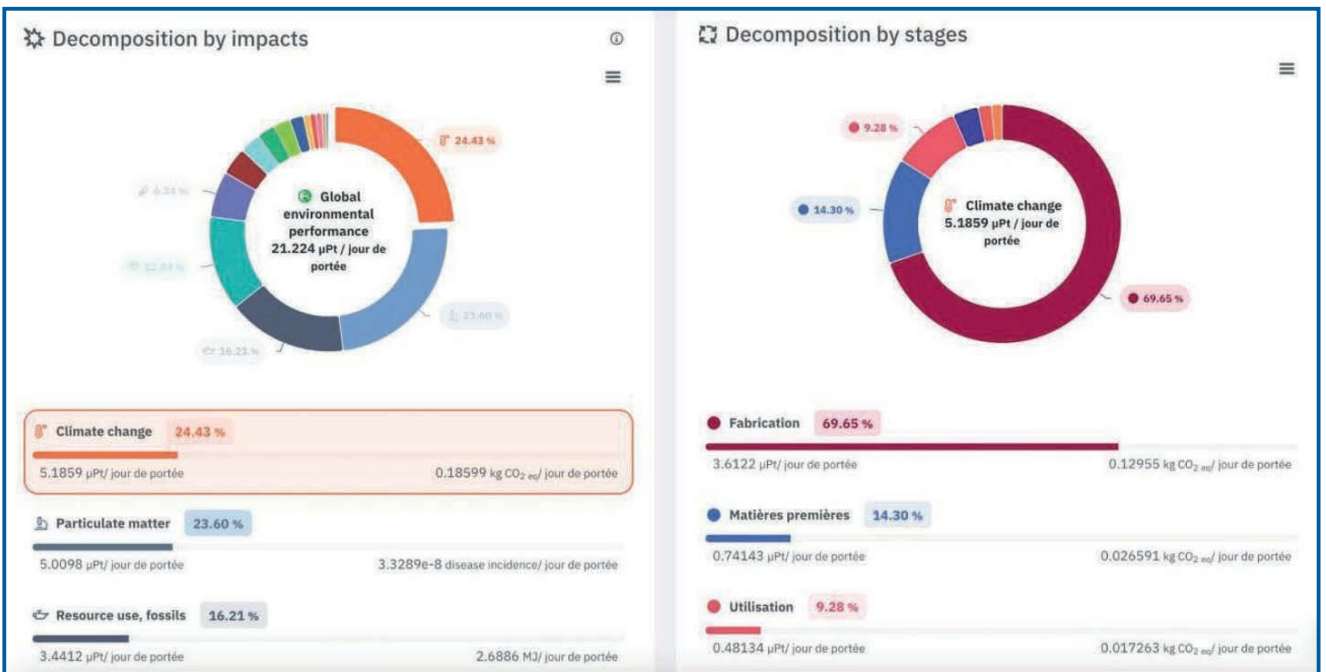 Decomposition by impacts
24.43 %
6.24 %
Global
environmental
performance
21.224 µPt / jour de
portée
23.60 %
16.21 %
Climate change 24.43 %
5.1859 µPt/ jour de portée 0.18599 kg CO2 eq/ jour de portée
Particulate matter 23.60 %
5.0098 µPt/ jour de portée 3.3289e-8 disease incidence/ jour de portée
Resource use, fossils 16.21 %
3.4412 µPt/ jour de portée 2.6886 MJ/ jour de portée
Decomposition by stages
9.28 %
14.30 %
Climate change
5.1859 µPt / jour de
portée
69.65 %
Fabrication 69.65 %
3.6122 µPt/ jour de portée 0.12955 kg CO2 eq/ jour de portée
Matières premières 14.30 %
0.74143 µPt/ jour de portée 0.026591 kg CO2 eq/ jour de portée
Utilisation 9.28 %
0.48134 µPt/ jour de portée 0.017263 kg CO2 eq/ jour de portée